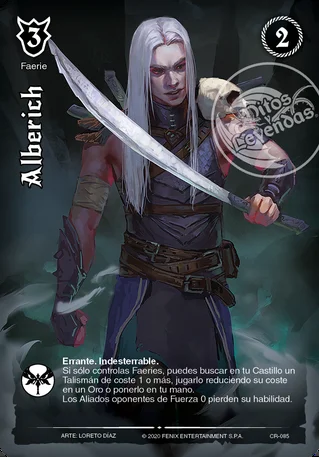 3
2
Faerie
Alberich
Mitos y
Leyendas
Errante. Indesterrable.
Si sólo controlas Faeries, puedes buscar en tu Castillo un
Talismán de coste 1 o más, jugarlo reduciendo su coste
en un Oro o ponerlo en tu mano.
Los Aliados oponentes de Fuerza 0 pierden su habilidad.
ARTE: LORETO DÍAZ © 2020 FENIX ENTERTAINMENT S.P.A. CR-085